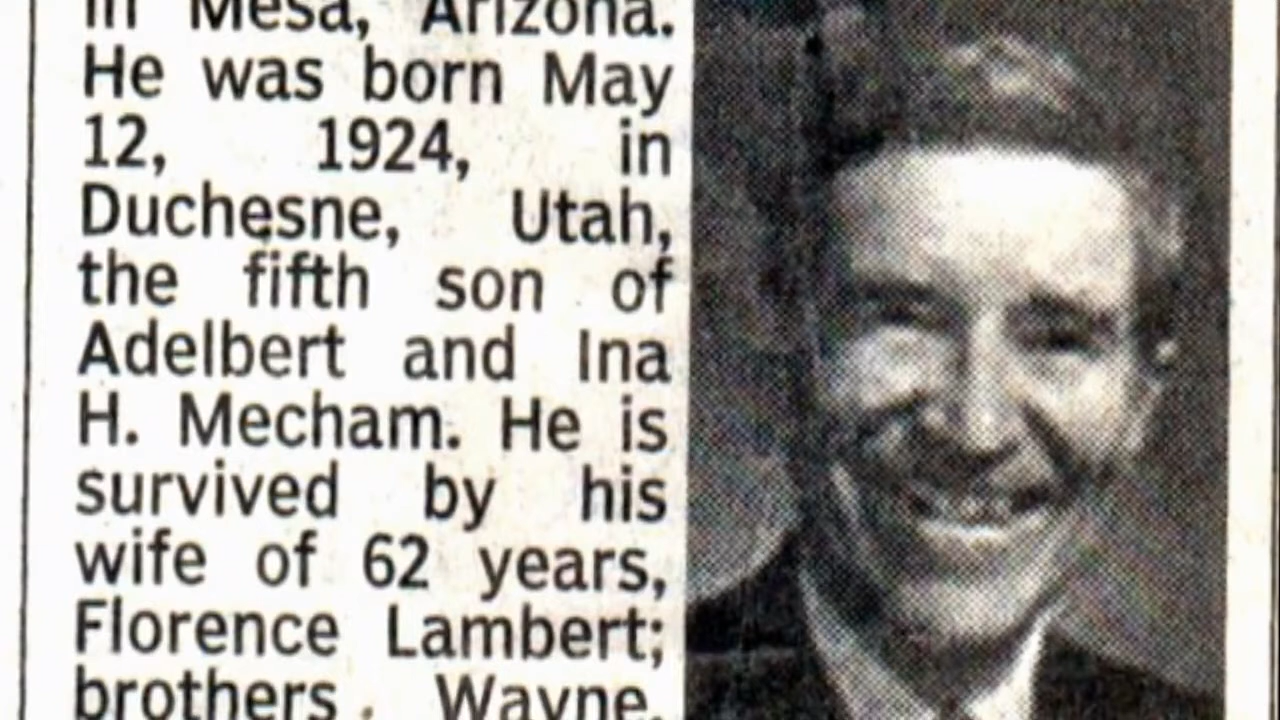 in Mesa, Arizona.
He was born May
12, 1924, in
Duchesne, Utah,
the fifth son of
Adelbert and Ina
H. Mecham. He is
survived by his
wife of 62 years,
Florence Lambert;
brothers Wayne,